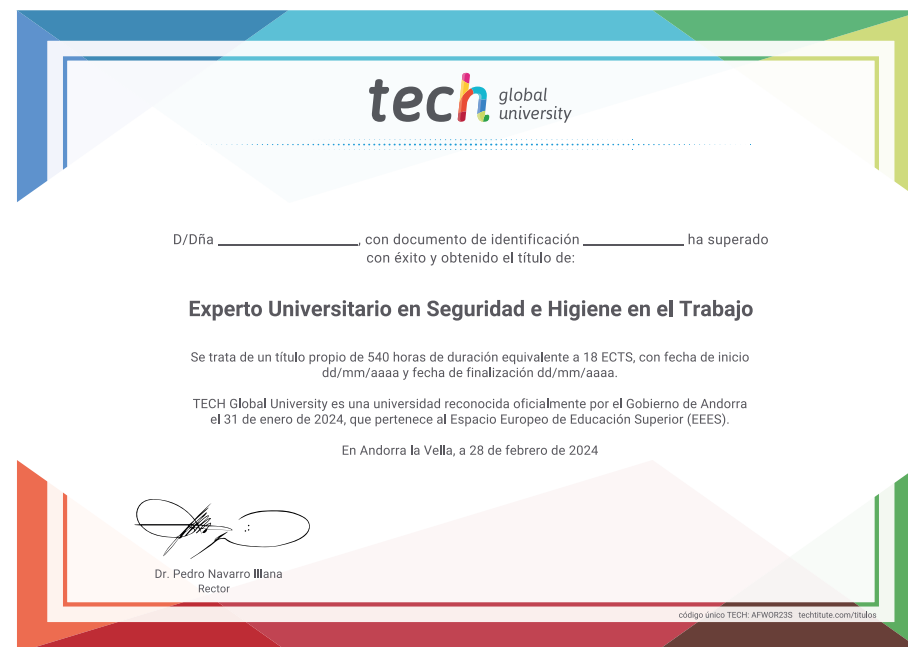 tech global university
D/Dña ____________, con documento de identificación ____________ ha superado
con éxito y obtenido el título de:
Experto Universitario en Seguridad e Higiene en el Trabajo
Se trata de un título propio de 540 horas de duración equivalente a 18 ECTS, con fecha de inicio
dd/mm/aaaa y fecha de finalización dd/mm/aaaa.
TECH Global University es una universidad reconocida oficialmente por el Gobierno de Andorra
el 31 de enero de 2024, que pertenece al Espacio Europeo de Educación Superior (EEES).
En Andorra la Vella, a 28 de febrero de 2024
Dr. Pedro Navarro Illana
Rector
código único TECH: AFWOR23S techtitute.com/titulos